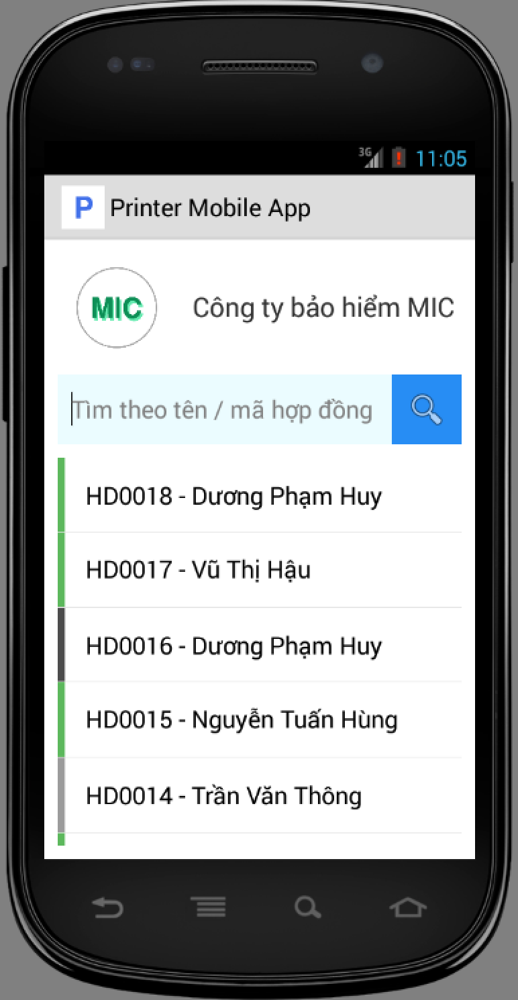 3G
11:05
P Printer Mobile App
MIC
Công ty bảo hiểm MIC
Tìm theo tên / mã hợp đồng
HD0018 - Dương Phạm Huy
HD0017 - Vũ Thị Hậu
HD0016 - Dương Phạm Huy
HD0015 - Nguyễn Tuấn Hùng
HD0014 - Trần Văn Thông